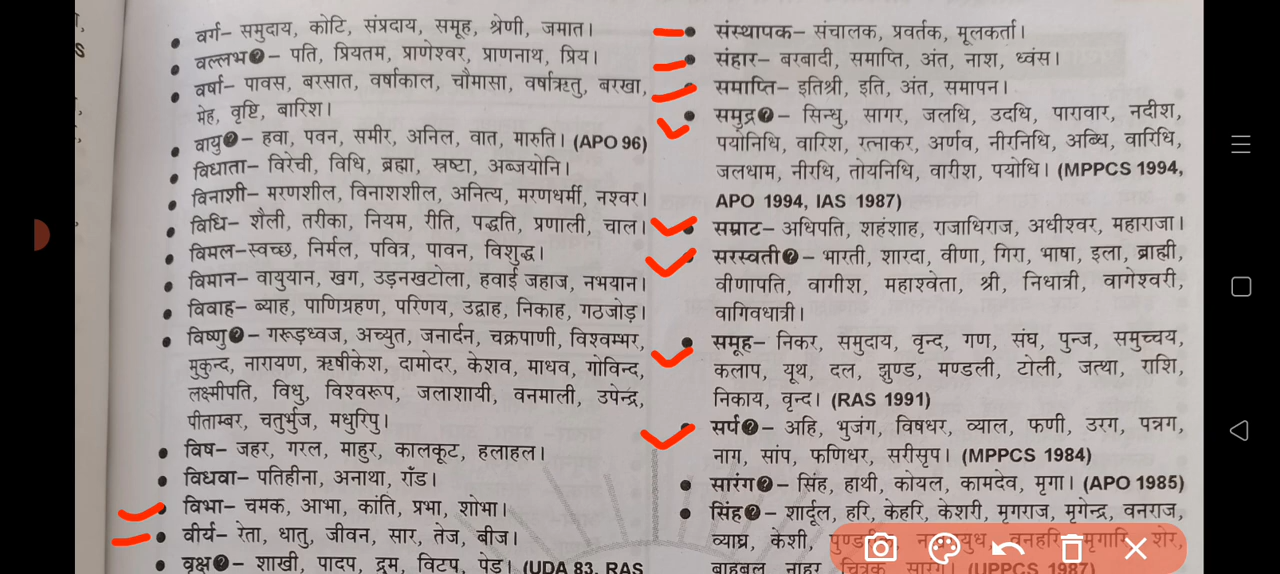 वर्ग– समुदाय, कोटि, संप्रदाय, समूह, श्रेणी, जमात।
वल्लभ?– पति, प्रियतम, प्राणेश्वर, प्राणनाथ, प्रिय।
वर्षा– पावस, बरसात, वर्षाकाल, चौमासा, वर्षाऋतु, बरखा,
मेह, वृष्टि, बारिश।
वायु?– हवा, पवन, समीर, अनिल, वात, मारुति। (APO 96)
विधाता– विरेची, विधि, ब्रह्मा, स्रष्टा, अब्जयोनि।
विनाशी– मरणशील, विनाशशील, अनित्य, मरणधर्मी, नश्वर।
विधि– शैली, तरीका, नियम, रीति, पद्धति, प्रणाली, चाल।
विमल–स्वच्छ, निर्मल, पवित्र, पावन, विशुद्ध।
विमान– वायुयान, खग, उड़नखटोला, हवाई जहाज, नभयान।
विवाह– ब्याह, पाणिग्रहण, परिणय, उद्वाह, निकाह, गठजोड़।
विष्णु?– गरूड़ध्वज, अच्युत, जनार्दन, चक्रपाणी, विश्वम्भर,
मुकुन्द, नारायण, ऋषीकेश, दामोदर, केशव, माधव, गोविन्द,
लक्ष्मीपति, विधु, विश्वरूप, जलाशायी, वनमाली, उपेन्द्र,
पीताम्बर, चतुर्भुज, मधुरिपु।
विष– जहर, गरल, माहुर, कालकूट, हलाहल।
विधवा– पतिहीना, अनाथा, राँड।
विभा– चमक, आभा, कांति, प्रभा, शोभा।
वीर्य– रेता, धातु, जीवन, सार, तेज, बीज।
वृक्ष?– शाखी, पादप, द्रुम, विटप, पेड़। (UDA 83, RAS
संस्थापक– संचालक, प्रवर्तक, मूलकर्ता।
संहार– बरबादी, समाप्ति, अंत, नाश, ध्वंस।
समाप्ति– इतिश्री, इति, अंत, समापन।
समुद्र?– सिन्धु, सागर, जलधि, उदधि, पारावार, नदीश,
पयोनिधि, वारिश, रत्नाकर, अर्णव, नीरनिधि, अब्धि, वारिधि,
जलधाम, नीरधि, तोयनिधि, वारीश, पयोधि। (MPPCS 1994,
APO 1994, IAS 1987)
सम्राट– अधिपति, शहंशाह, राजाधिराज, अधीश्वर, महाराजा।
सरस्वती?– भारती, शारदा, वीणा, गिरा, भाषा, इला, ब्राह्मी,
वीणापति, वागीश, महाश्वेता, श्री, निधात्री, वागेश्वरी,
वागिवधात्री।
समूह– निकर, समुदाय, वृन्द, गण, संघ, पुन्ज, समुच्चय,
कलाप, यूथ, दल, झुण्ड, मण्डली, टोली, जत्था, राशि,
निकाय, वृन्द। (RAS 1991)
सर्प?– अहि, भुजंग, विषधर, व्याल, फणी, उरग, पन्नग,
नाग, सांप, फणिधर, सरीसृप। (MPPCS 1984)
सारंग?– सिंह, हाथी, कोयल, कामदेव, मृगा। (APO 1985)
सिंह?– शार्दूल, हरि, केहरि, केशरी, मृगराज, मृगेन्द्र, वनराज,
व्याघ्र, केशी, वनहरि, मृगारि, शेर,
बाहुबल, नाहर, चित्रक, सारंग। (UPPCS 1987)